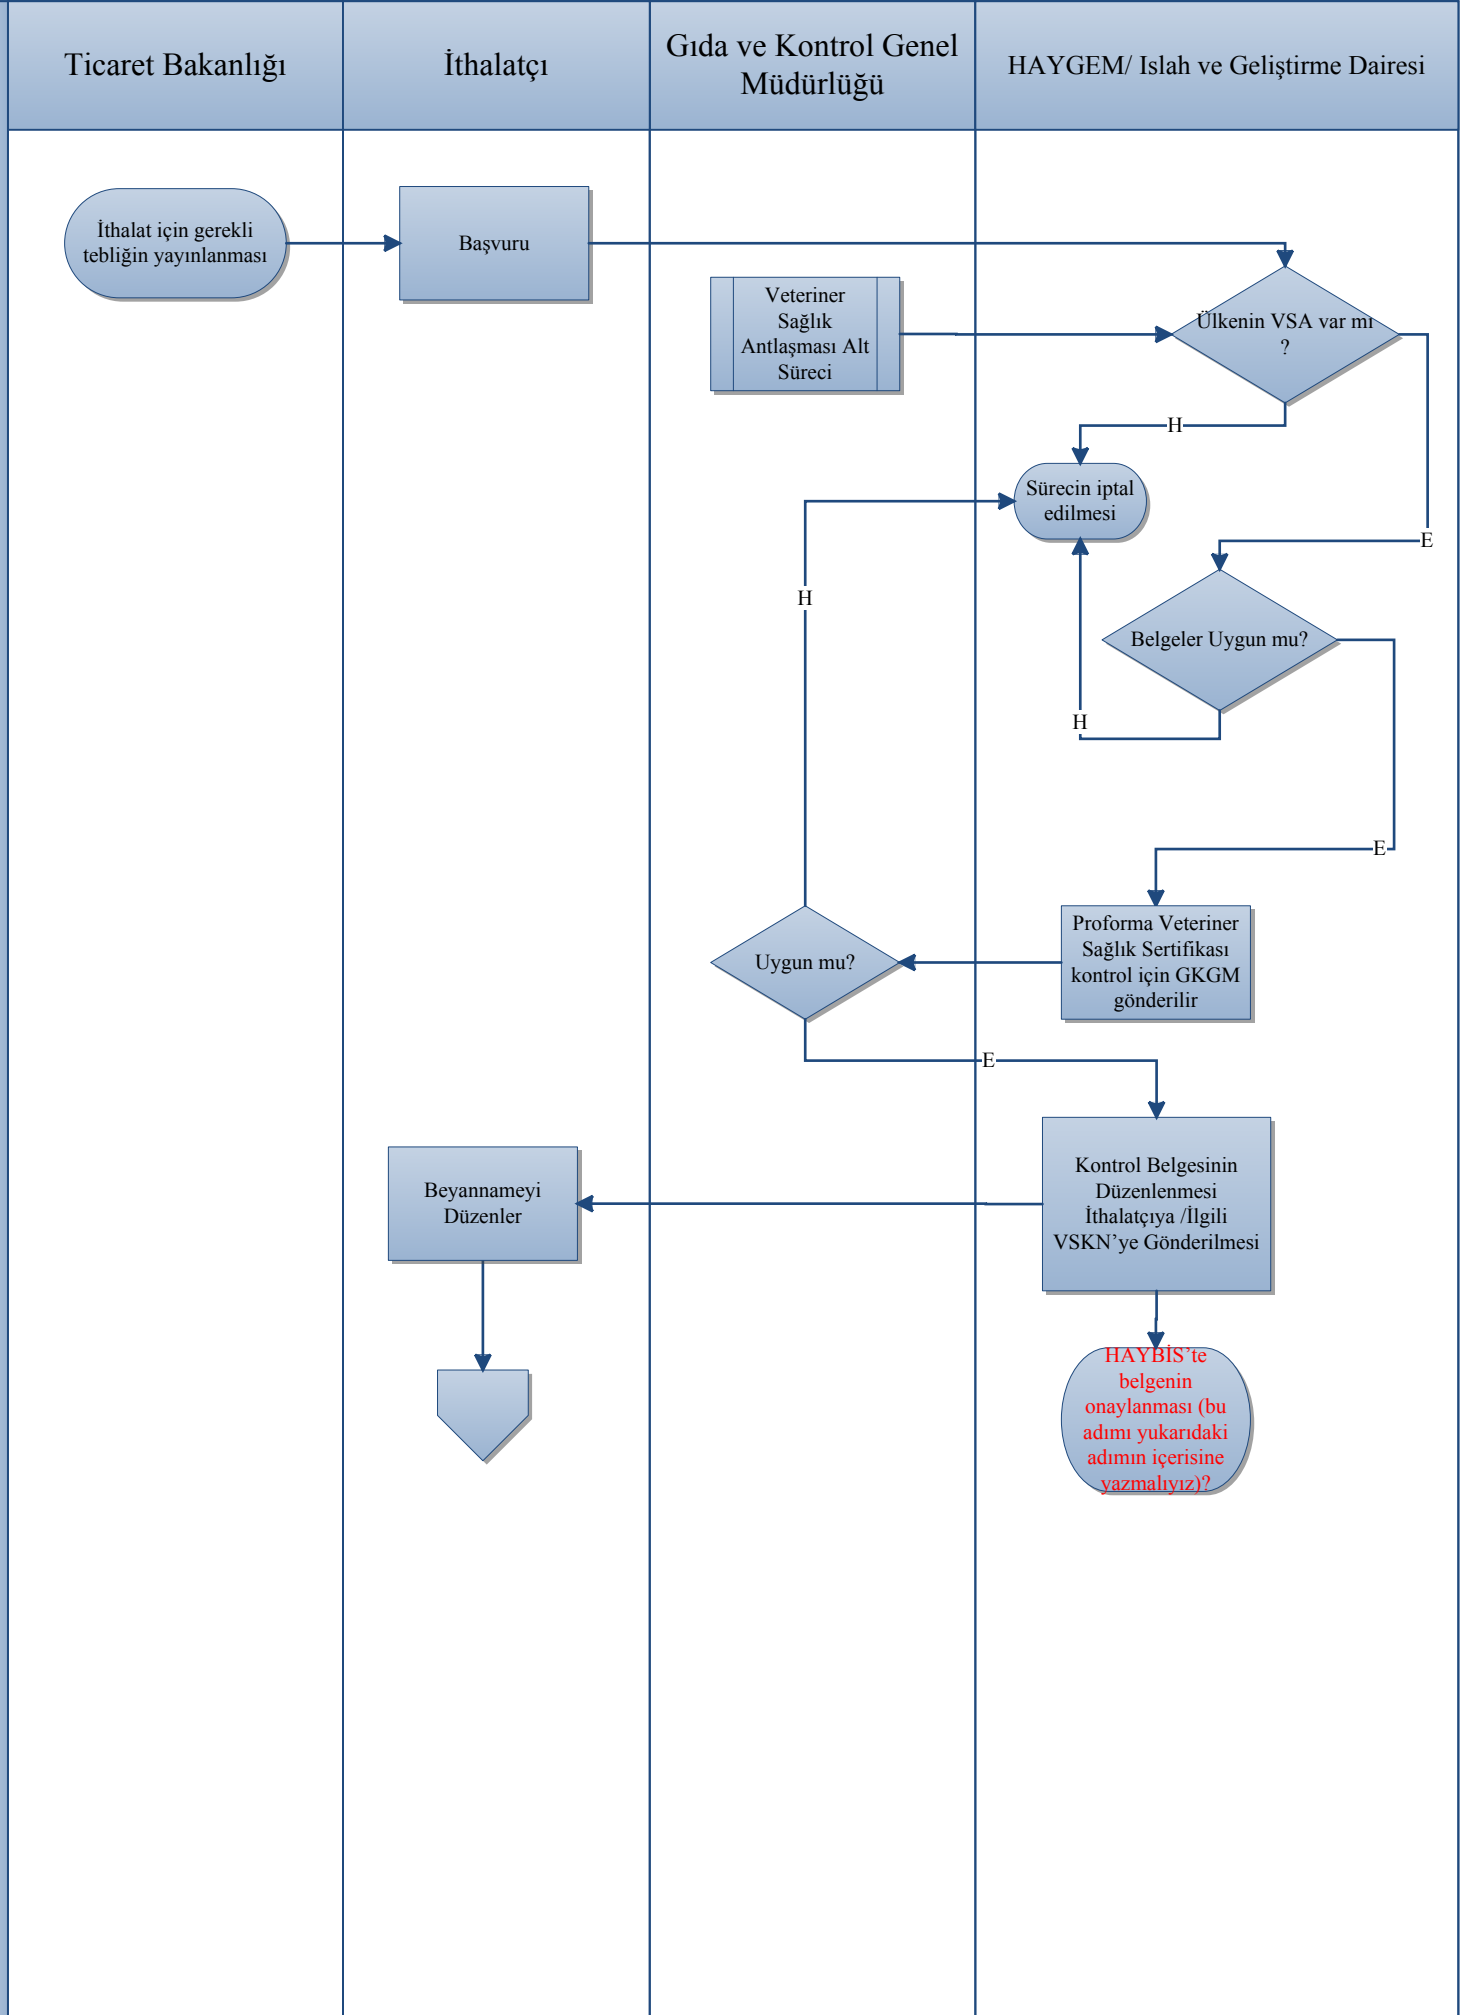 Ticaret Bakanlığı
İthalatçı
Gıda ve Kontrol Genel
Müdürlüğü
HAYGEM/ Islah ve Geliştirme Dairesi
İthalat için gerekli
tebliğin yayınlanması
Başvuru
Veteriner
Sağlık
Antlaşması Alt
Süreci
Ülkenin VSA var mı
?
H
Sürecin iptal
edilmesi
E
H
Belgeler Uygun mu?
H
E
Proforma Veteriner
Sağlık Sertifikası
kontrol için GKGM
gönderilir
Uygun mu?
E
Kontrol Belgesinin
Düzenlenmesi
İthalatçıya /İlgili
VSKN’ye Gönderilmesi
Beyannameyi
Düzenler
HAYBİS’te
belgenin
onaylanması (bu
adımı yukarıdaki
adımın içerisine
yazmalıyız)?